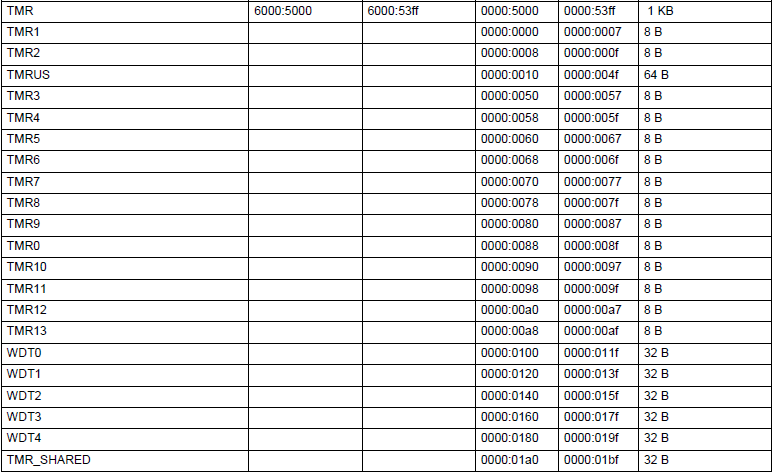 TMR 6000:5000 6000:53ff 0000:5000 0000:53ff 1 KB
TMR1 0000:0000 0000:0007 8 B
TMR2 0000:0008 0000:000f 8 B
TMRUS 0000:0010 0000:004f 64 B
TMR3 0000:0050 0000:0057 8 B
TMR4 0000:0058 0000:005f 8 B
TMR5 0000:0060 0000:0067 8 B
TMR6 0000:0068 0000:006f 8 B
TMR7 0000:0070 0000:0077 8 B
TMR8 0000:0078 0000:007f 8 B
TMR9 0000:0080 0000:0087 8 B
TMR0 0000:0088 0000:008f 8 B
TMR10 0000:0090 0000:0097 8 B
TMR11 0000:0098 0000:009f 8 B
TMR12 0000:00a0 0000:00a7 8 B
TMR13 0000:00a8 0000:00af 8 B
WDT0 0000:0100 0000:011f 32 B
WDT1 0000:0120 0000:013f 32 B
WDT2 0000:0140 0000:015f 32 B
WDT3 0000:0160 0000:017f 32 B
WDT4 0000:0180 0000:019f 32 B
TMR_SHARED 0000:01a0 0000:01bf 32 B